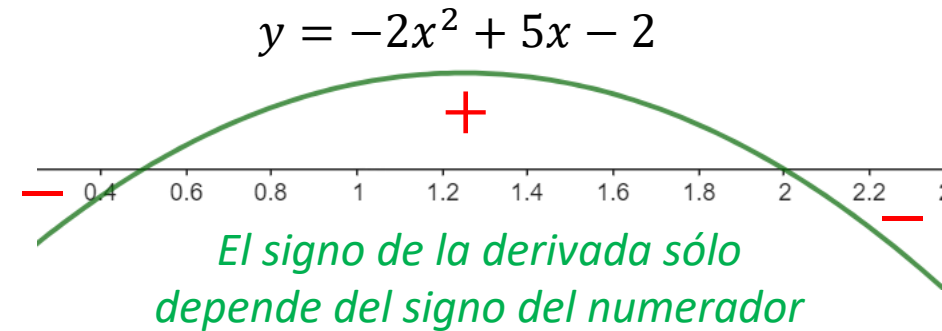 y = −2x² + 5x − 2
+
− 0.4 0.6 0.8 1 1.2 1.4 1.6 1.8 2 2.2
−
El signo de la derivada sólo
depende del signo del numerador